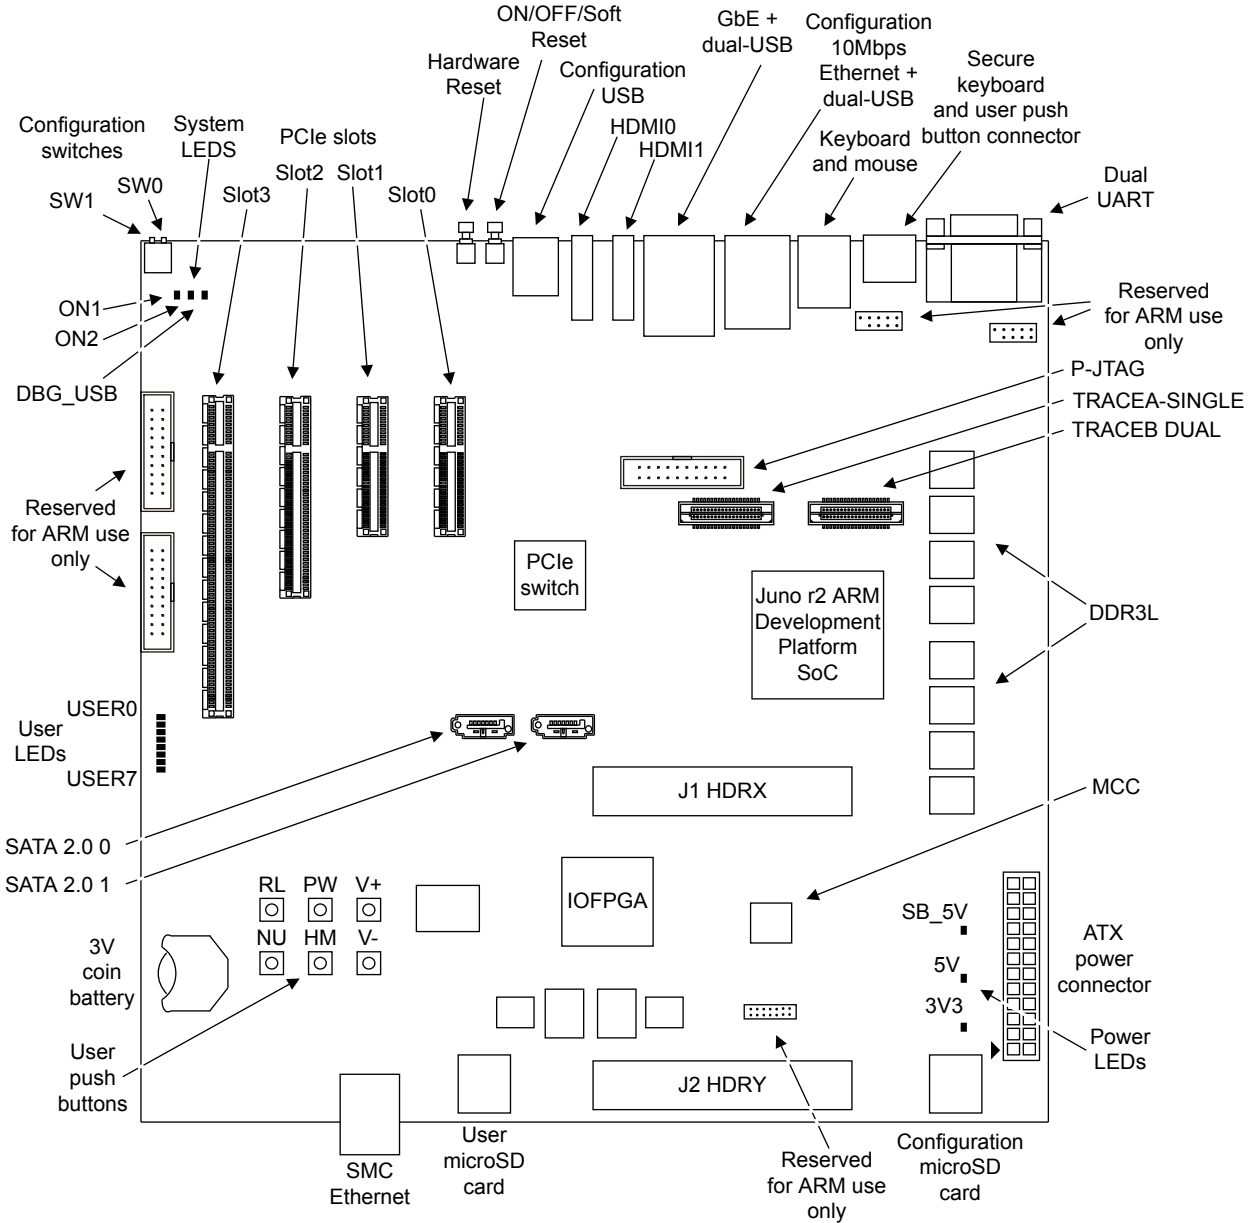 ON/OFF/Soft
Reset
GbE +
dual-USB
Configuration
10Mbps
Ethernet +
dual-USB
Hardware
Reset
Configuration
USB
Secure
keyboard
and user push
button connector
Configuration
switches
System
LEDS
PCIe slots
HDMI0
HDMI1
Keyboard
and mouse
SW1
SW0
Slot3
Slot2
Slot1
Slot0
Dual
UART
ON1
ON2
DBG_USB
Reserved
for ARM use
only
P-JTAG
TRACEA-SINGLE
TRACEB DUAL
Reserved
for ARM use
only
PCIe
switch
Juno r2 ARM
Development
Platform
SoC
DDR3L
USER0
User
LEDs
USER7
J1 HDRX
MCC
SATA 2.0 0
SATA 2.0 1
RL
PW
V+
NU
HM
V-
IOFPGA
SB_5V
5V
3V3
ATX
power
connector
3V
coin
battery
Power
LEDs
User
push
buttons
J2 HDRY
SMC
Ethernet
User
microSD
card
Reserved
for ARM use
only
Configuration
microSD
card